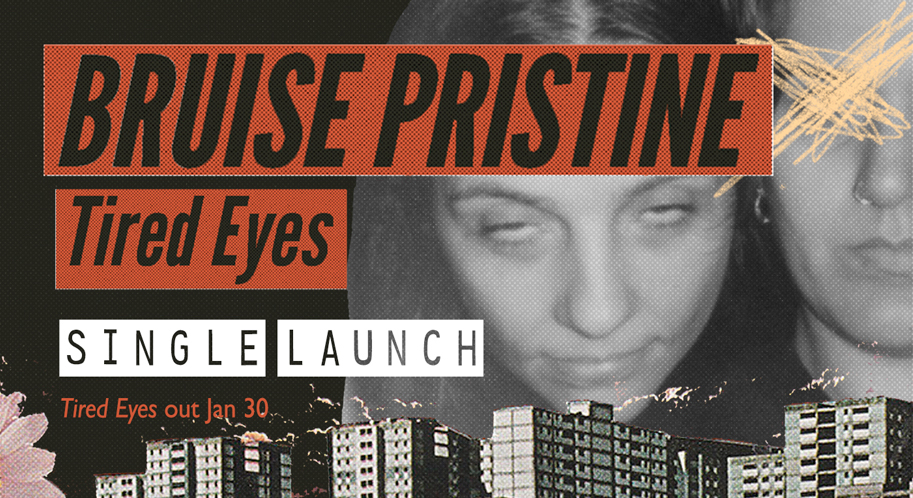 BRUISE PRISTINE
Tired Eyes
SINGLE LAUNCH
Tired Eyes out Jan 30